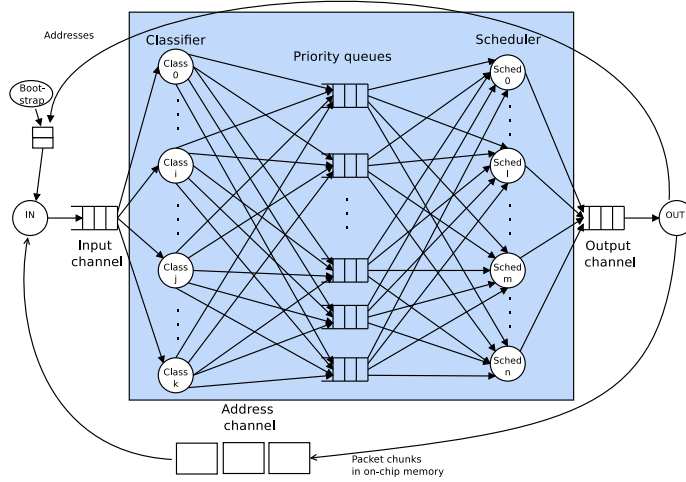 Addresses
Classifier
Priority queues
Scheduler
Boot-
strap
Class
0
Sched
0
Class
i
Sched
l
IN
OUT
Input
channel
Output
channel
Class
j
Sched
m
Class
k
Sched
n
Address
channel
Packet chunks
in on-chip memory